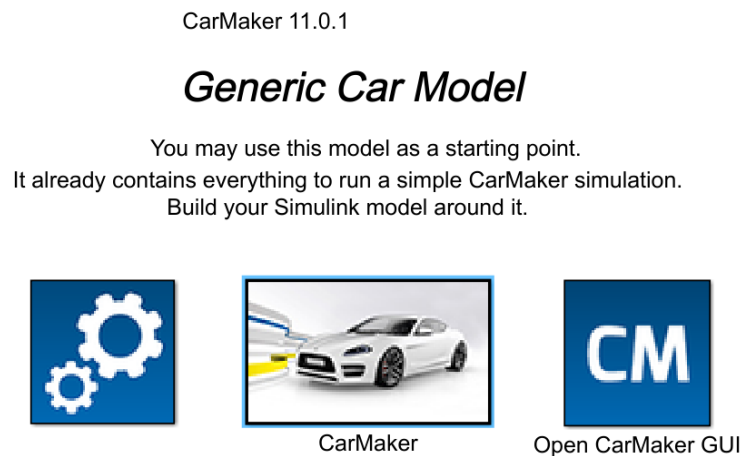 CarMaker 11.0.1
Generic Car Model
You may use this model as a starting point.
It already contains everything to run a simple CarMaker simulation.
Build your Simulink model around it.
CM
CarMaker
Open CarMaker GUI